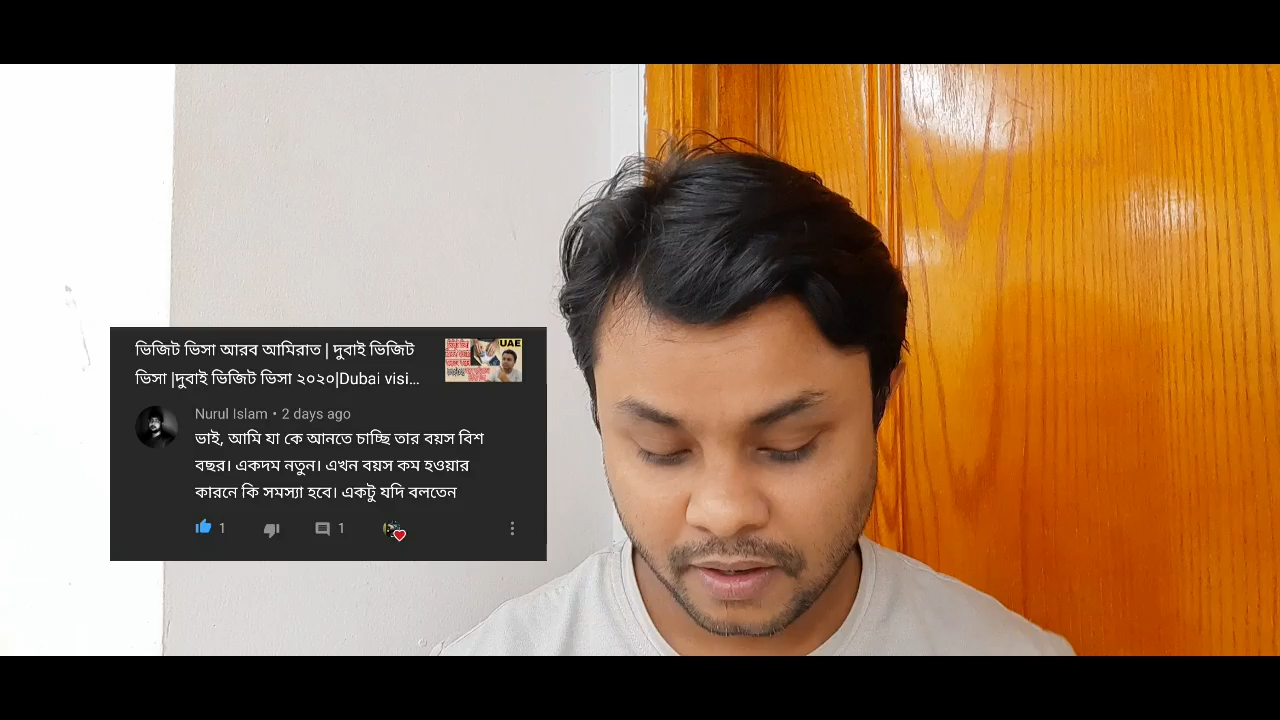 ভিজিট ভিসা আরব আমিরাত | দুবাই ভিজিট
ভিসা |দুবাই ভিজিট ভিসা ২০২০|Dubai visi...
UAE
Nurul Islam • 2 days ago
ভাই, আমি যা কে আনতে চাচ্ছি তার বয়স বিশ
বছর। একদম নতুন। এখন বয়স কম হওয়ার
কারনে কি সমস্যা হবে। একটু যদি বলতেন
1
1